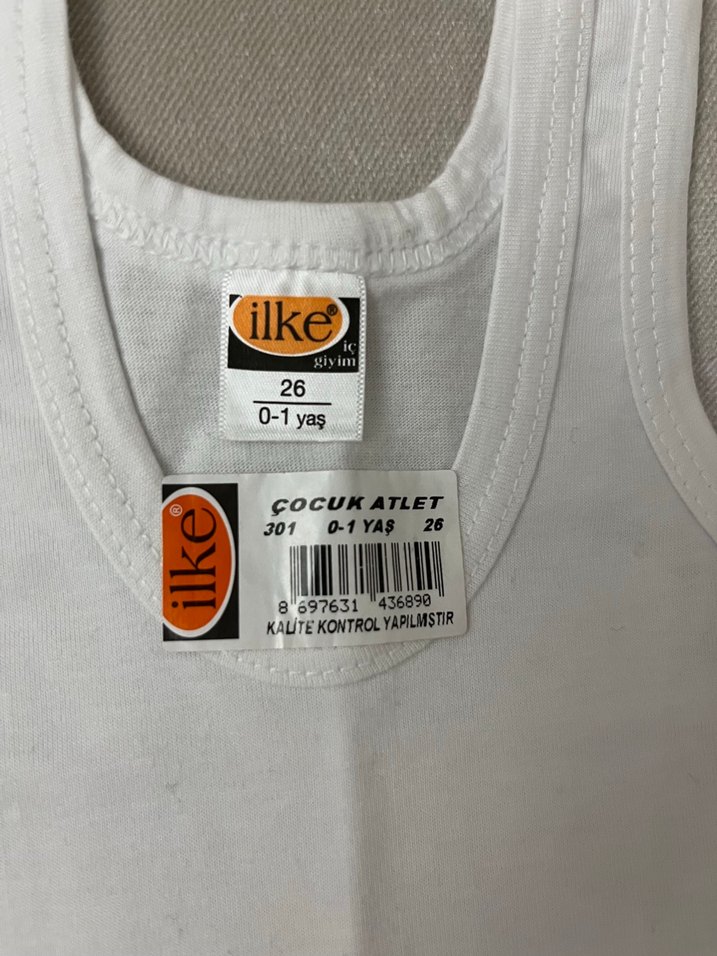 ilke®
iç
giyim
26
0-1 yaş
ilke®
ÇOCUK ATLET
301 0-1 YAŞ 26
8 697631 436890
KALİTE KONTROL YAPILMIŞTIR